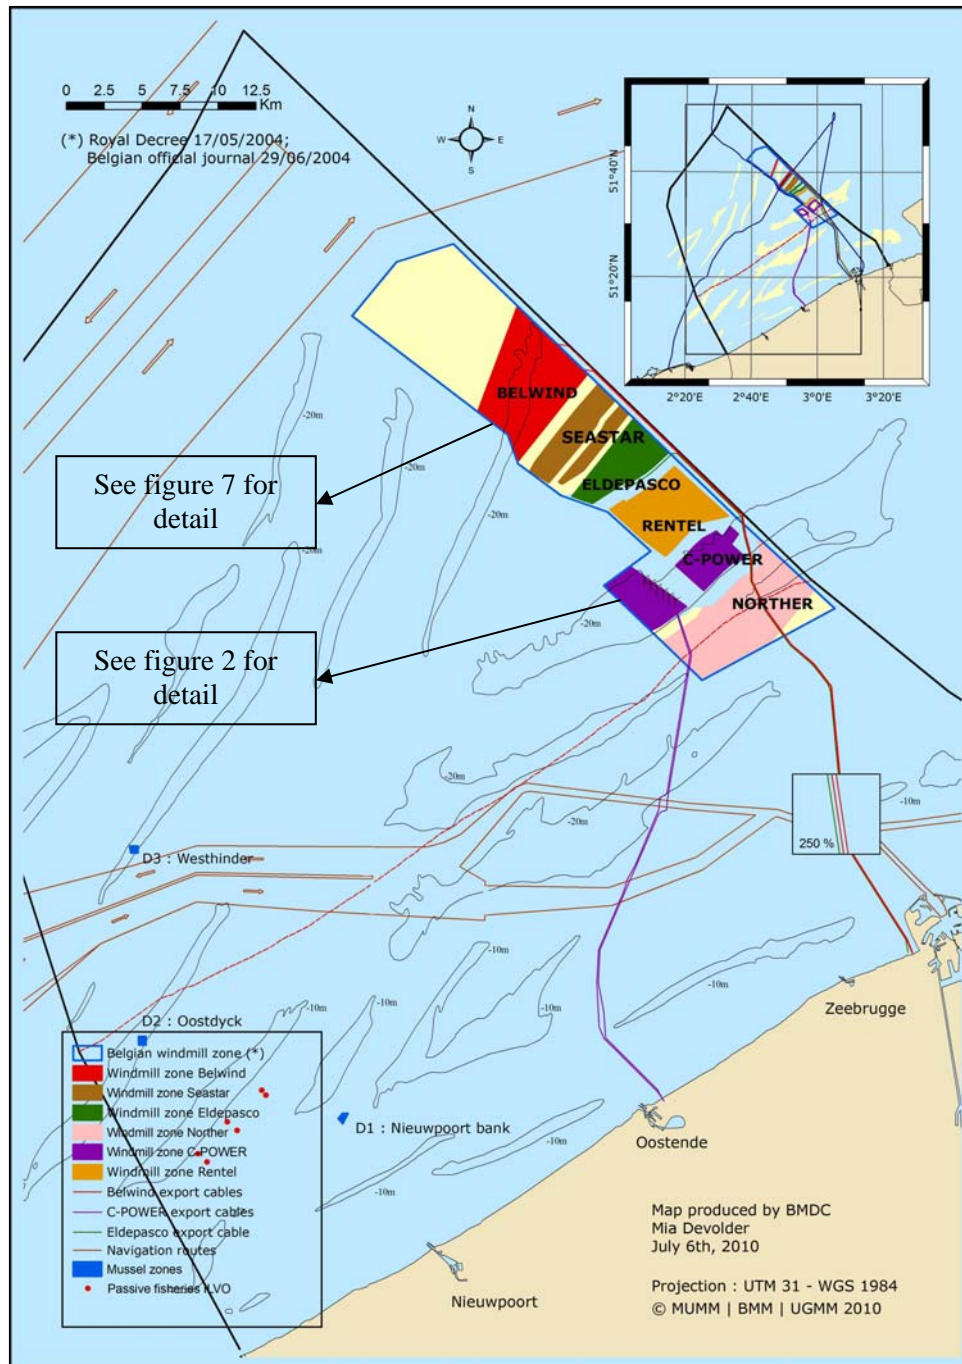 0 2.5 5 7.5 10 12.5
Km
(*) Royal Decree 17/05/2004;
Belgian official journal 29/06/2004
N
W E
S
51°40'N
51°20'N
2°20'E 2°40'E 3°0'E 3°20'E
BELWIND
SEASTAR
ELDEPASCO
RENTEL
C-POWER
NORTHER
See figure 7 for
detail
See figure 2 for
detail
-20m
-20m
-20m
-20m
-20m
-20m
-20m
-10m
250 %
D3 : Westhinder
D2 : Oostdyck
D1 : Nieuwpoort bank
-10m
-10m
-10m
-10m
-10m
-10m
-10m
Zeebrugge
Oostende
Nieuwpoort
Belgian windmill zone (*)
Windmill zone Belwind
Windmill zone Seastar
Windmill zone Eldepasco
Windmill zone Norther
Windmill zone C-POWER
Windmill zone Rentel
Belwind export cables
C-POWER export cables
Eldepasco export cable
Navigation routes
Mussel zones
Passive fisheries ILVO
Map produced by BMDC
Mia Devolder
July 6th, 2010
Projection : UTM 31 - WGS 1984
© MUMM | BMM | UGMM 2010